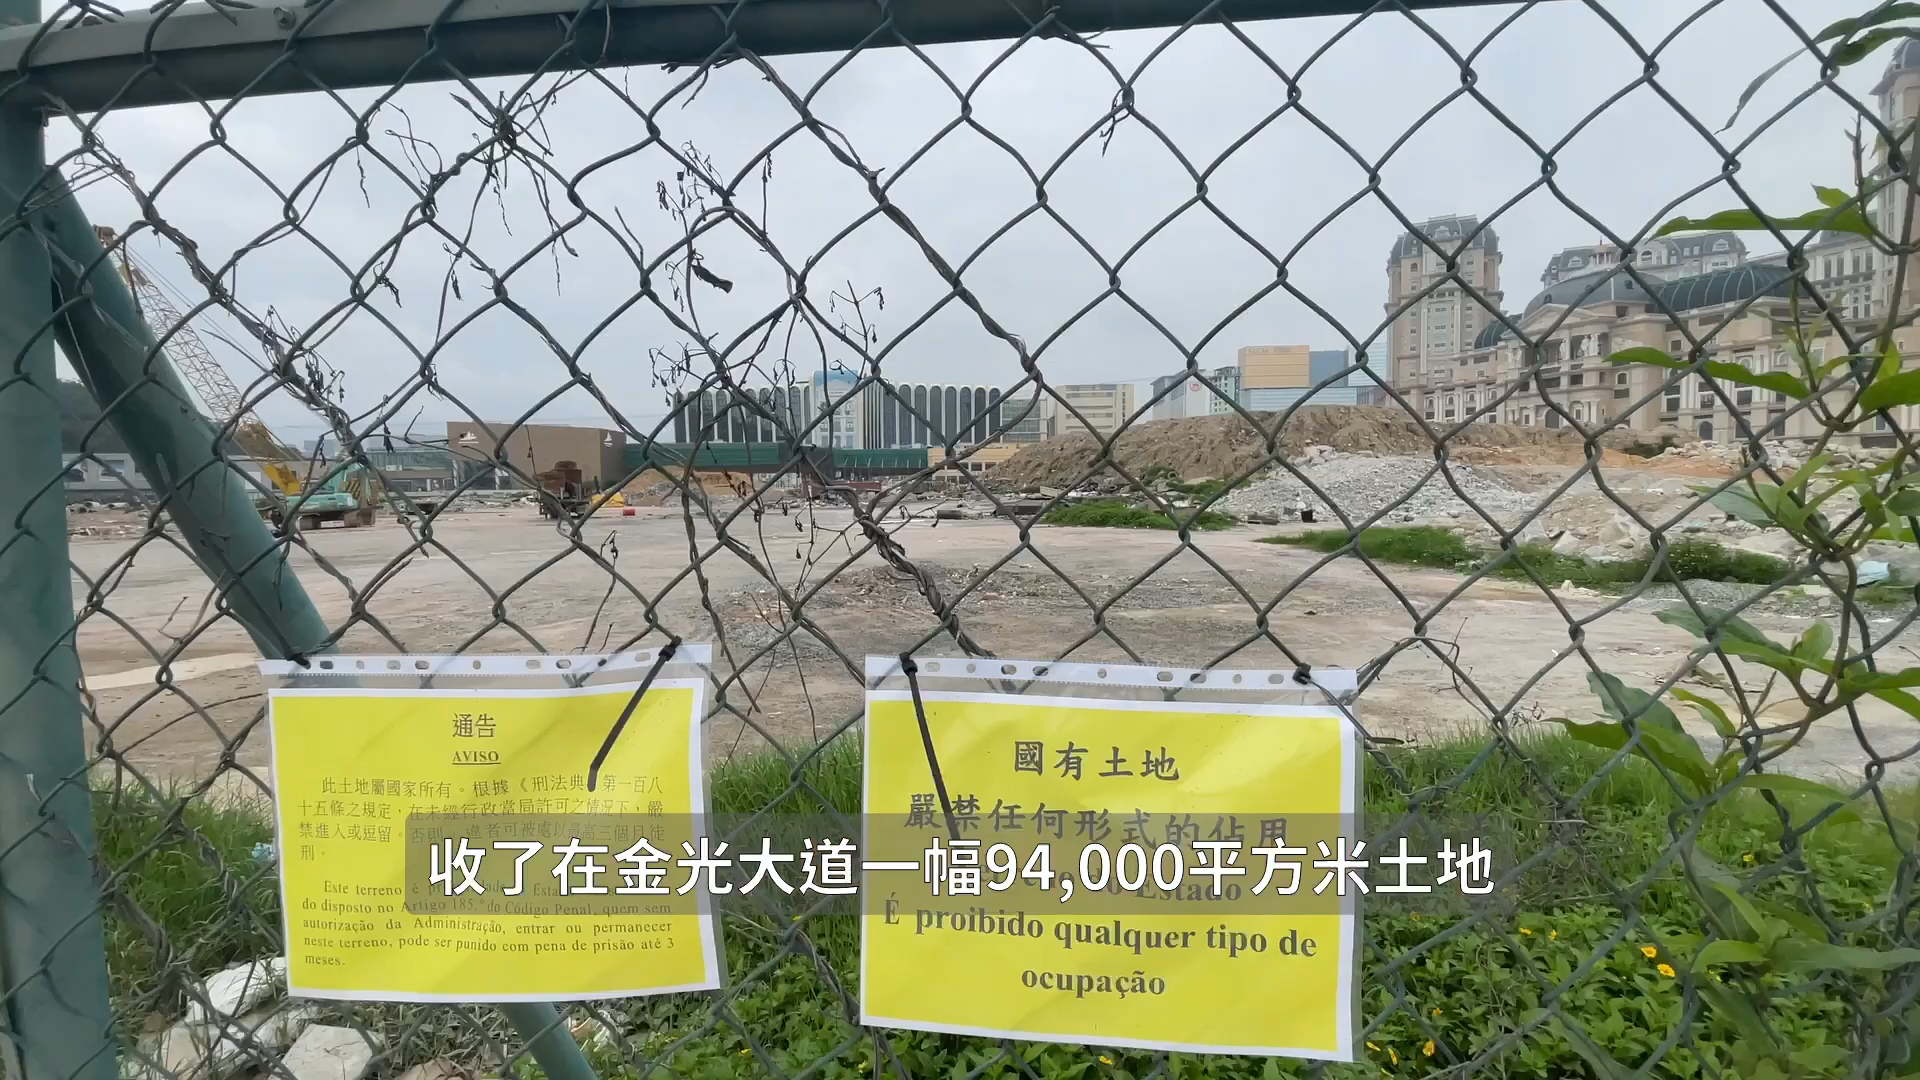 通告
AVISO
此土地屬國家所有。根據《刑法典》第一百八
十五條之規定，在未經行政當局許可之情況下，嚴
禁進入或逗留。否則，違者可被處以最高三個月徒
刑。
Este terreno é
do disposto no Artigo 185.º do Código Penal, quem sem
autorização da Administração, entrar ou permanecer
neste terreno, pode ser punido com pena de prisão até 3
meses.
國有土地
嚴禁任何形式的佔用
do Estado
É proibido qualquer tipo de
ocupação
收了在金光大道一幅94,000平方米土地